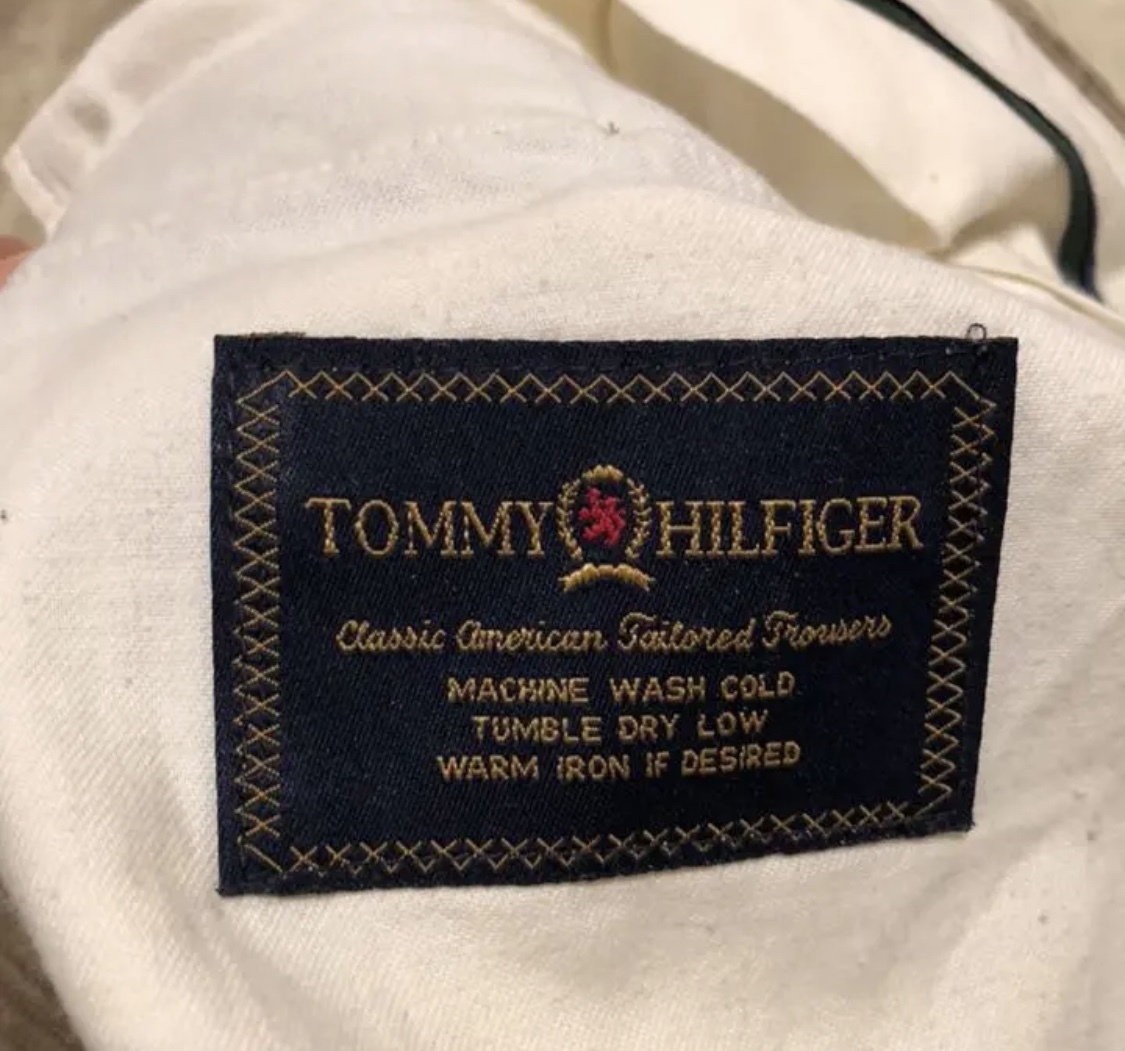 TOMMY HILFIGER
Classic American Tailored Trousers
MACHINE WASH COLD
TUMBLE DRY LOW
WARM IRON IF DESIRED